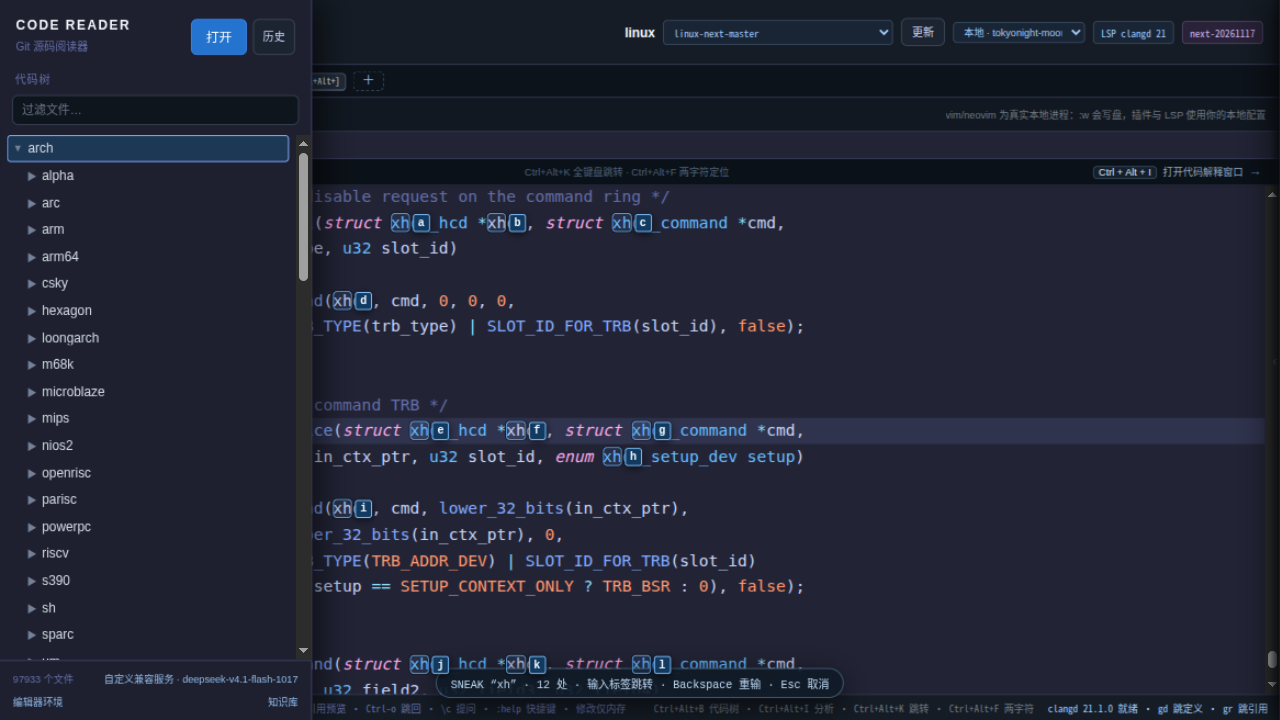 CODE READER
Git 源码阅读器
打开
历史
linux
linux-next-master
更新
本地 · tokyonight-moon
LSP clangd 21
next-20261117
代码树
过滤文件…
+Alt+]
+
vim/neovim 为真实本地进程: :w 会写盘，插件与 LSP 使用你的本地配置
Ctrl+Alt+K 全键盘跳转 · Ctrl+Alt+F 两字符定位
Ctrl + Alt + I 打开代码解释窗口 →
arch
alpha
arc
arm
arm64
csky
hexagon
loongarch
m68k
microblaze
mips
nios2
openrisc
parisc
powerpc
riscv
s390
sh
sparc
isable request on the command ring */
(struct xh a _hcd *xh b, struct xh c _command *cmd,
e, u32 slot_id)
d(xh d, cmd, 0, 0, 0,
_TYPE(trb_type) | SLOT_ID_FOR_TRB(slot_id), false);
command TRB */
ce(struct xh e _hcd *xh f, struct xh g _command *cmd,
in_ctx_ptr, u32 slot_id, enum xh h _setup_dev setup)
d(xh i, cmd, lower_32_bits(in_ctx_ptr),
er_32_bits(in_ctx_ptr), 0,
_TYPE(TRB_ADDR_DEV) | SLOT_ID_FOR_TRB(slot_id)
setup == SETUP_CONTEXT_ONLY ? TRB_BSR : 0), false);
nd(struct xh j _hcd *xh k, struct xh l _command *cmd,
u32 field2,
SNEAK “xh” · 12 处 · 输入标签跳转 · Backspace 重输 · Esc 取消
97933 个文件
自定义兼容服务 · deepseek-v4.1-flash-1017
编辑器环境
知识库
用预览 · Ctrl-o 跳回 · \c 提问 · :help 快捷键 · 修改仅内存
Ctrl+Alt+B 代码树 · Ctrl+Alt+I 分析 · Ctrl+Alt+K 跳转 · Ctrl+Alt+F 两字符
clangd 21.1.0 就绪 · gd 跳定义 · gr 跳引用